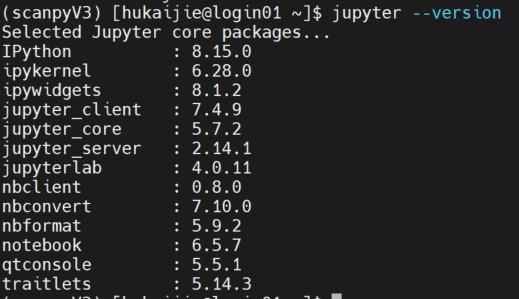 (scanpyV3) [hukaijie@login01 ~]$ jupyter --version
Selected Jupyter core packages...
IPython          : 8.15.0
ipykernel        : 6.28.0
ipywidgets       : 8.1.2
jupyter_client   : 7.4.9
jupyter_core     : 5.7.2
jupyter_server   : 2.14.1
jupyterlab       : 4.0.11
nbclient         : 0.8.0
nbconvert        : 7.10.0
nbformat         : 5.9.2
notebook         : 6.5.7
qtconsole        : 5.5.1
traitlets        : 5.14.3
(scanpyV3) [hukaijie@login01 ~]$